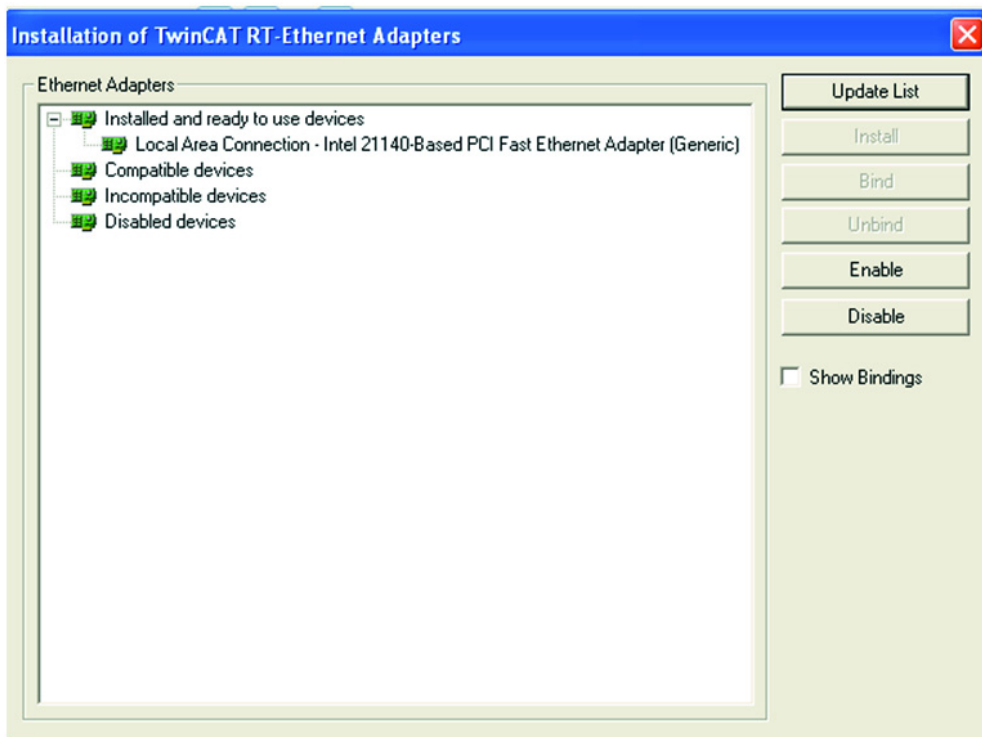 Installation of TwinCAT RT-Ethernet Adapters
Ethernet Adapters
Installed and ready to use devices
Local Area Connection - Intel 21140-Based PCI Fast Ethernet Adapter (Generic)
Compatible devices
Incompatible devices
Disabled devices
Update List
Install
Bind
Unbind
Enable
Disable
Show Bindings